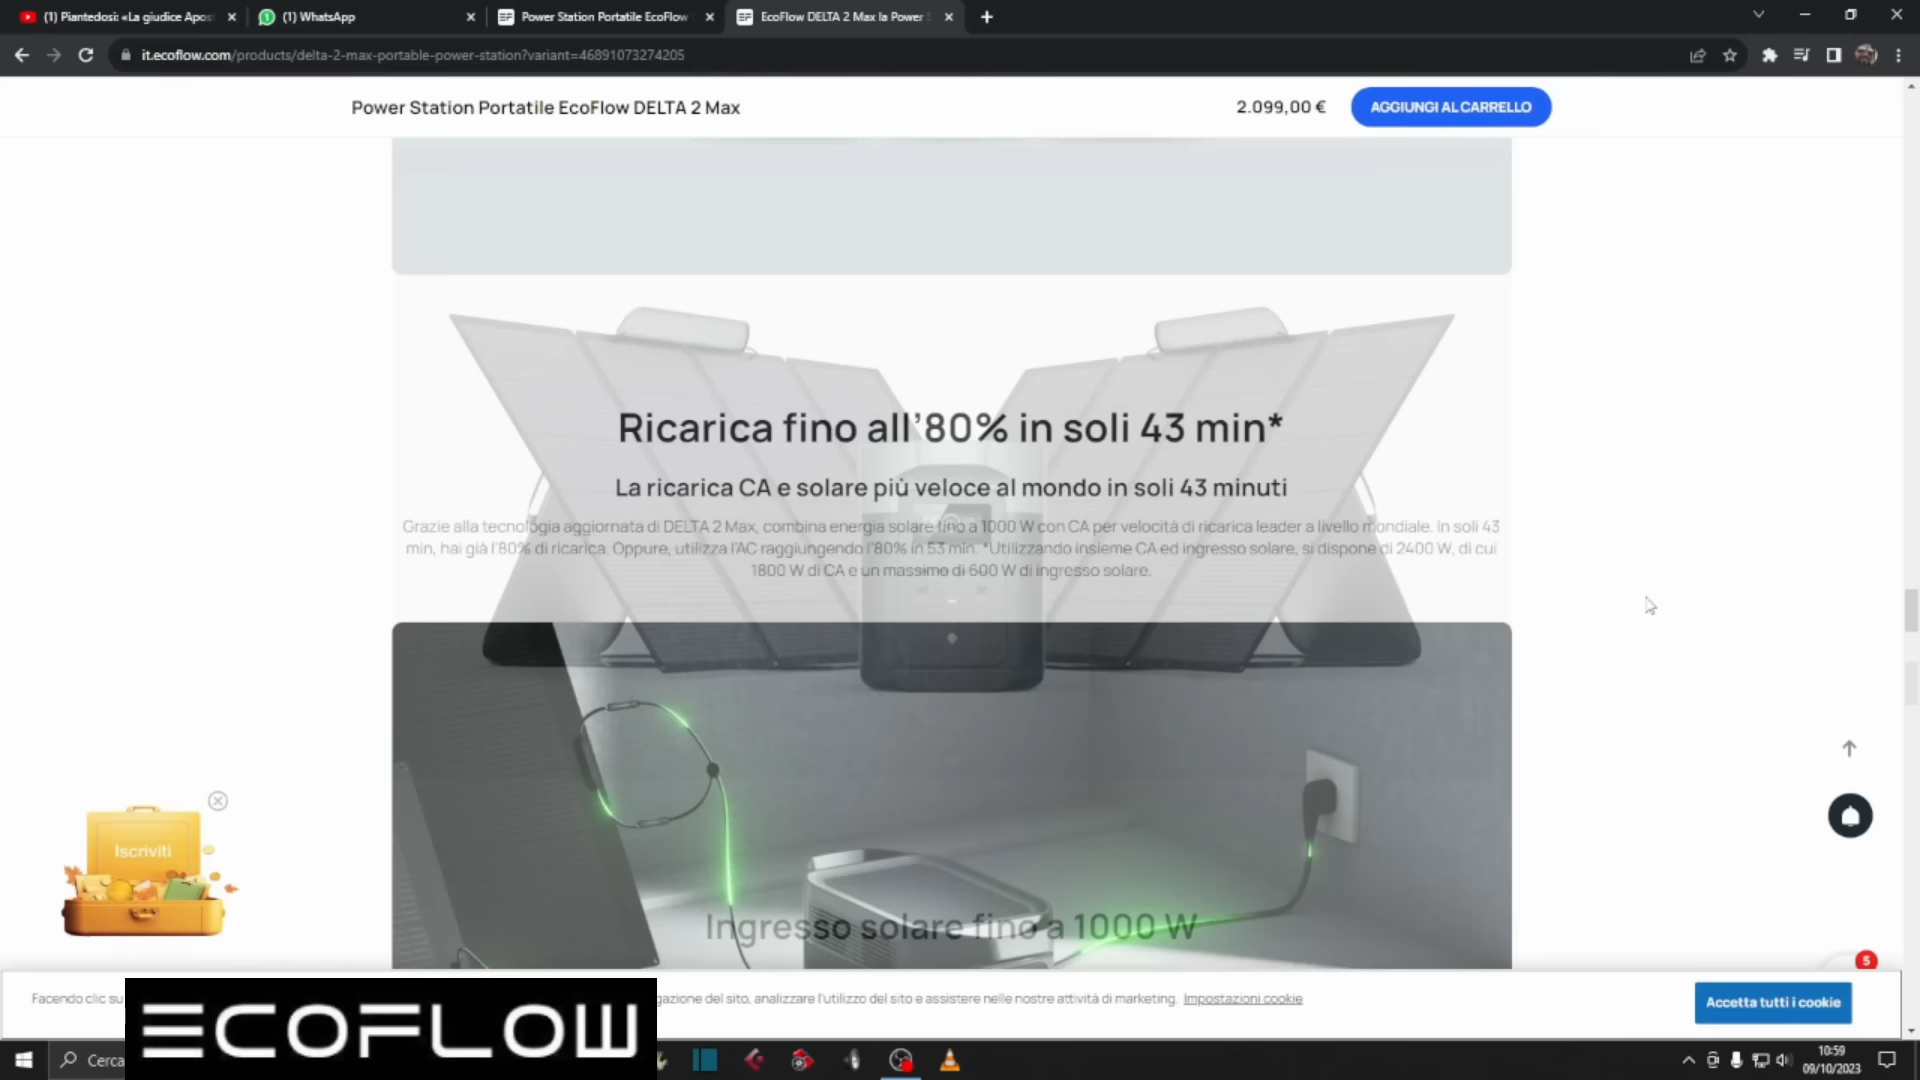 (1) Piantedosi: «La giudice Apos
(1) WhatsApp
Power Station Portatile EcoFlow
EcoFlow DELTA 2 Max la Power S
it.ecoflow.com/products/delta-2-max-portable-power-station?variant=46891073274205
Power Station Portatile EcoFlow DELTA 2 Max
2.099,00 €
AGGIUNGI AL CARRELLO
Ricarica fino all'80% in soli 43 min*
La ricarica CA e solare più veloce al mondo in soli 43 minuti
Grazie alla tecnologia aggiornata di DELTA 2 Max, combina energia solare fino a 1000 W con CA per velocità di ricarica leader a livello mondiale. In soli 43
min, hai già l'80% di ricarica. Oppure, utilizza l'AC raggiungendo l'80% in 53 min. *Utilizzando insieme CA ed ingresso solare, si dispone di 2400 W, di cui
1800 W di CA e un massimo di 600 W di ingresso solare.
Iscriviti
Ingresso solare fino a 1000 W
5
Facendo clic su
gazione del sito, analizzare l'utilizzo del sito e assistere nelle nostre attività di marketing. Impostazioni cookie
Accetta tutti i cookie
ECOFLOW
Cerca
10:59
09/10/2023